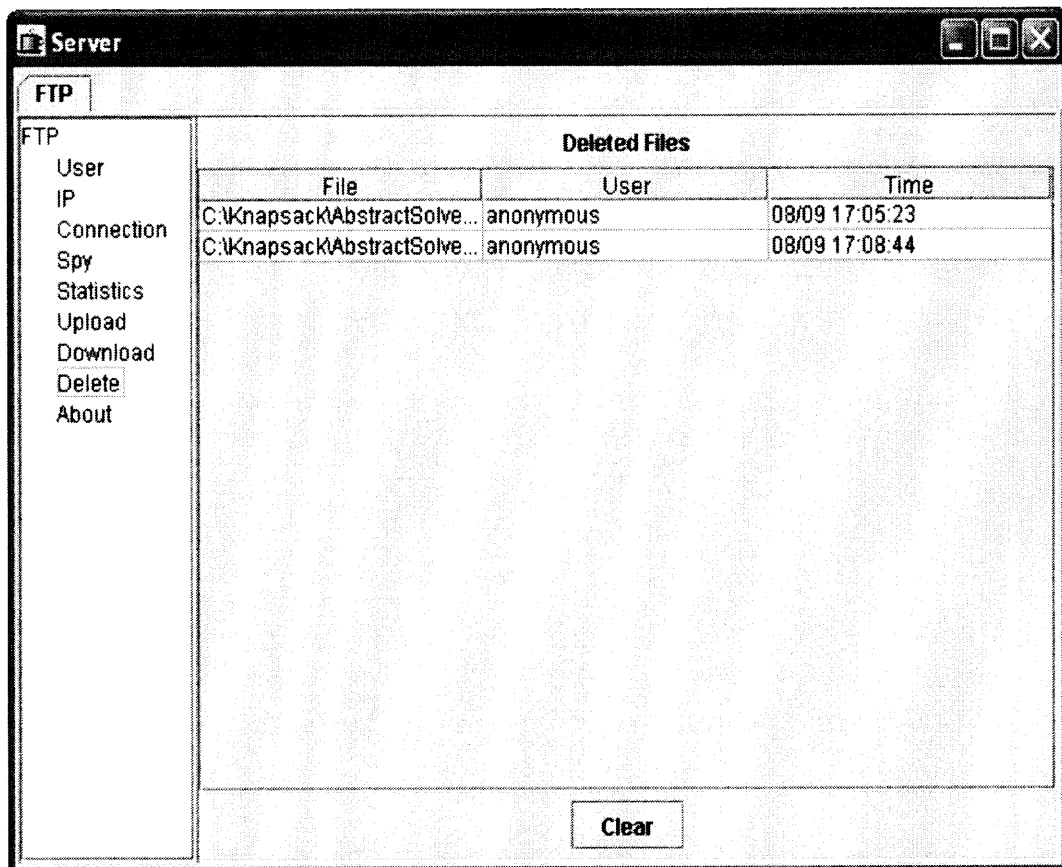 Server
FTP
FTP
User
IP
Connection
Spy
Statistics
Upload
Download
Delete
About
Deleted Files
File User Time
C:\Knapsack\AbstractSolve... anonymous 08/09 17:05:23
C:\Knapsack\AbstractSolve... anonymous 08/09 17:08:44
Clear